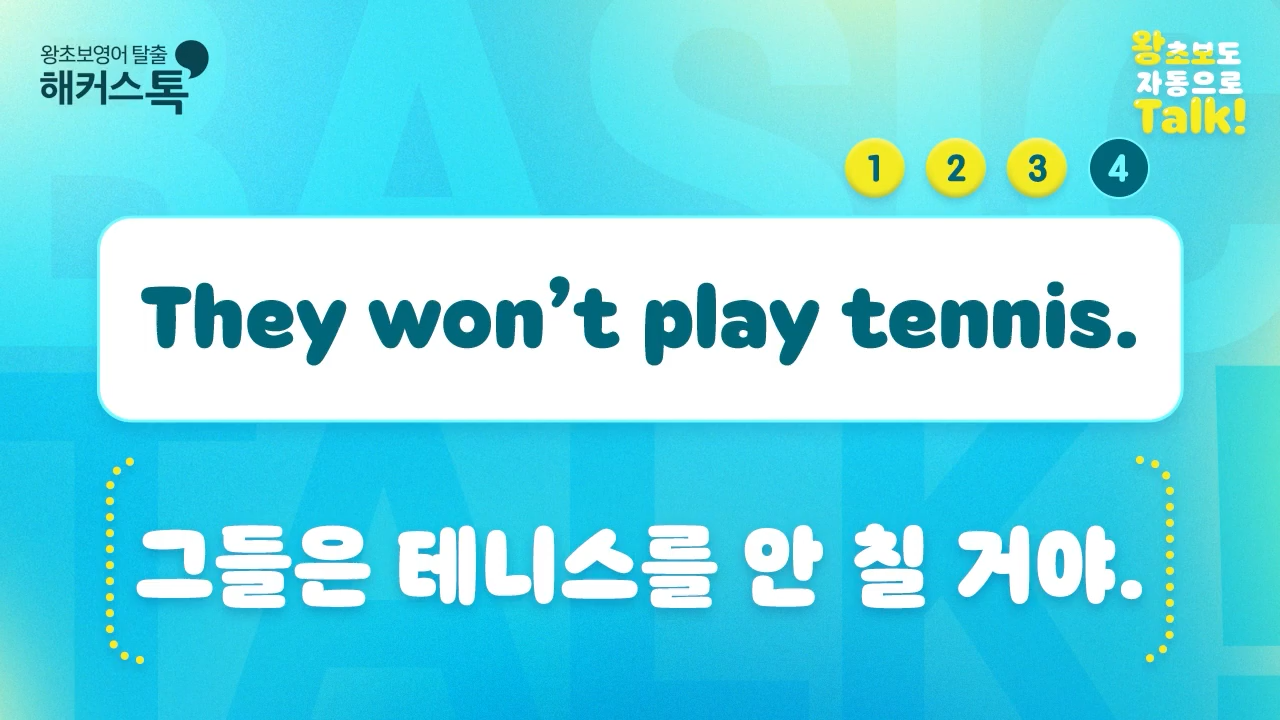 왕초보영어 탈출
해커스톡
왕초보도
자동으로
Talk!
1 2 3 4
They won’t play tennis.
그들은 테니스를 안 칠 거야.
BASIC
TALK!